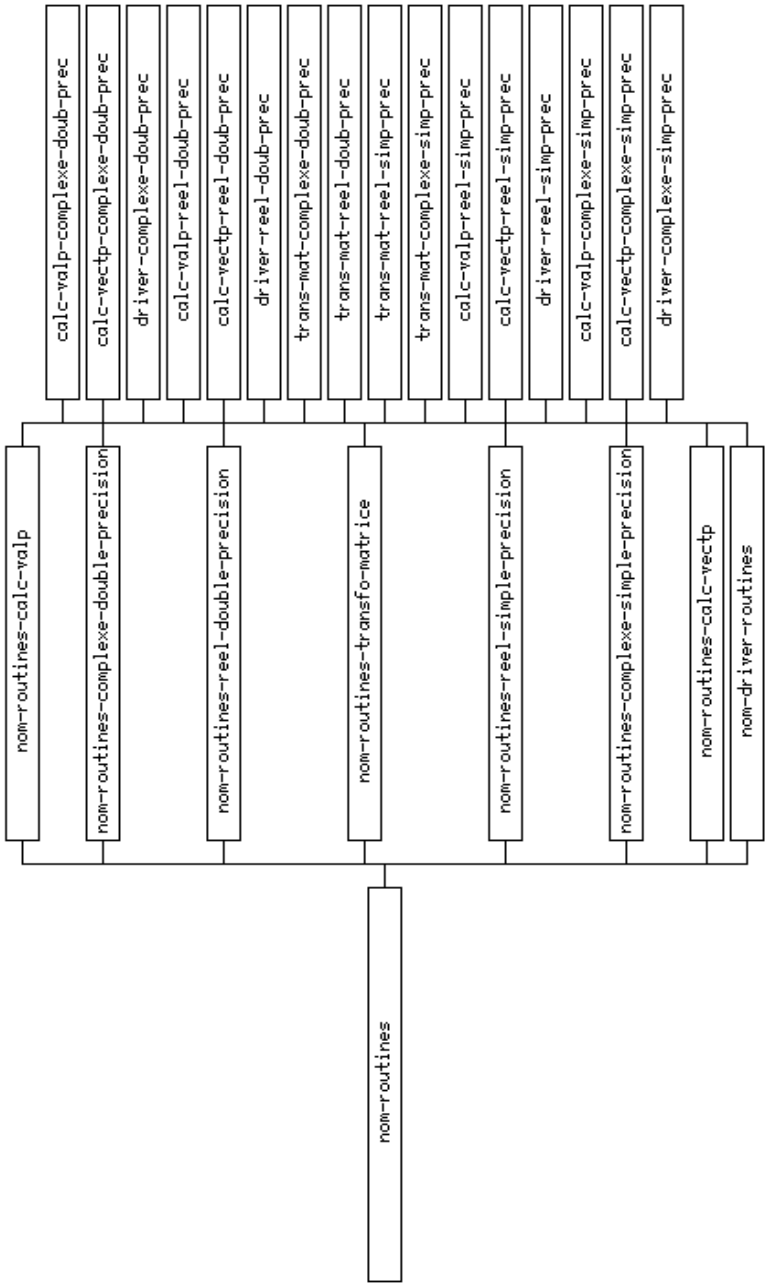 calc-valp-complexe-doub-prec
calc-vectp-complexe-doub-prec
driver-complexe-doub-prec
calc-valp-reel-doub-prec
calc-vectp-reel-doub-prec
driver-reel-doub-prec
trans-mat-complexe-doub-prec
trans-mat-reel-doub-prec
trans-mat-reel-simp-prec
trans-mat-complexe-simp-prec
calc-valp-reel-simp-prec
calc-vectp-reel-simp-prec
driver-reel-simp-prec
calc-valp-complexe-simp-prec
calc-vectp-complexe-simp-prec
driver-complexe-simp-prec
nom-routines-calc-valp
nom-routines-complexe-double-precision
nom-routines-reel-double-precision
nom-routines-transfo-matrice
nom-routines-reel-simple-precision
nom-routines-complexe-simple-precision
nom-routines-calc-vectp
nom-driver-routines
nom-routines